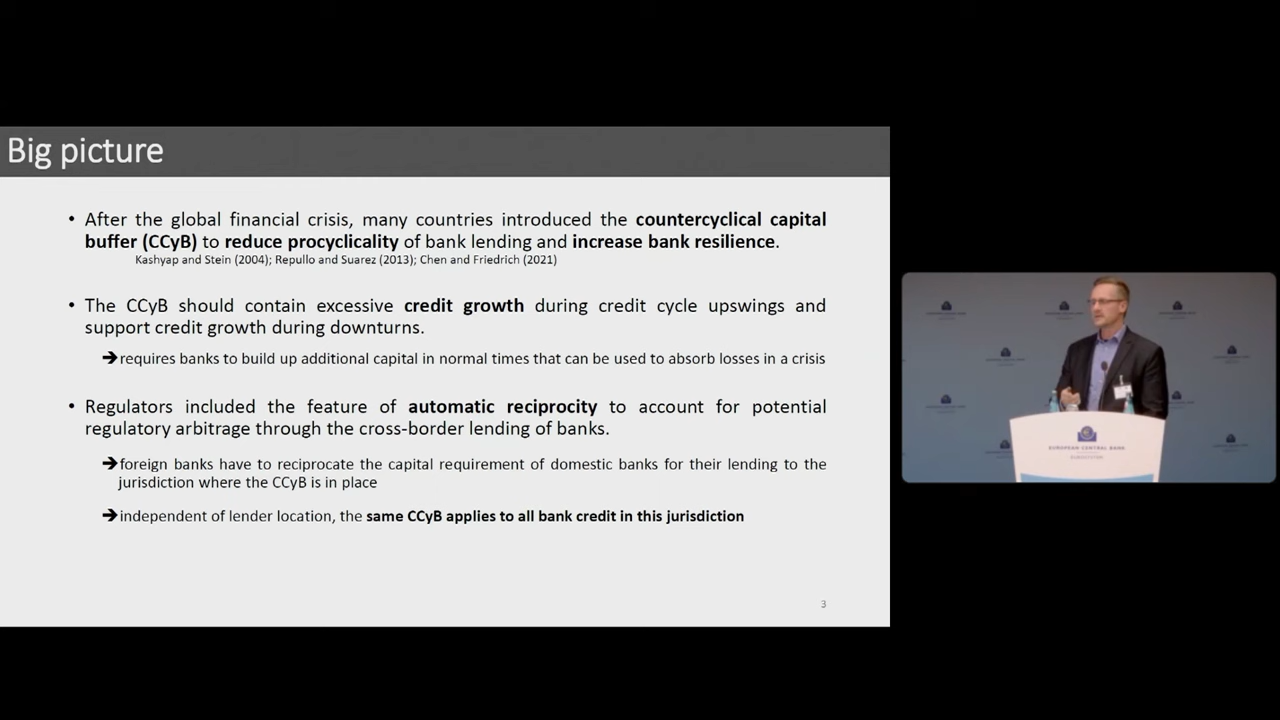 Big picture
• After the global financial crisis, many countries introduced the countercyclical capital
buffer (CCyB) to reduce procyclicality of bank lending and increase bank resilience.
Kashyap and Stein (2004); Repullo and Suarez (2013); Chen and Friedrich (2021)
• The CCyB should contain excessive credit growth during credit cycle upswings and
support credit growth during downturns.
➔requires banks to build up additional capital in normal times that can be used to absorb losses in a crisis
• Regulators included the feature of automatic reciprocity to account for potential
regulatory arbitrage through the cross-border lending of banks.
➔foreign banks have to reciprocate the capital requirement of domestic banks for their lending to the
jurisdiction where the CCyB is in place
➔independent of lender location, the same CCyB applies to all bank credit in this jurisdiction
3
EUROPEAN CENTRAL BANK
EUROSYSTEM